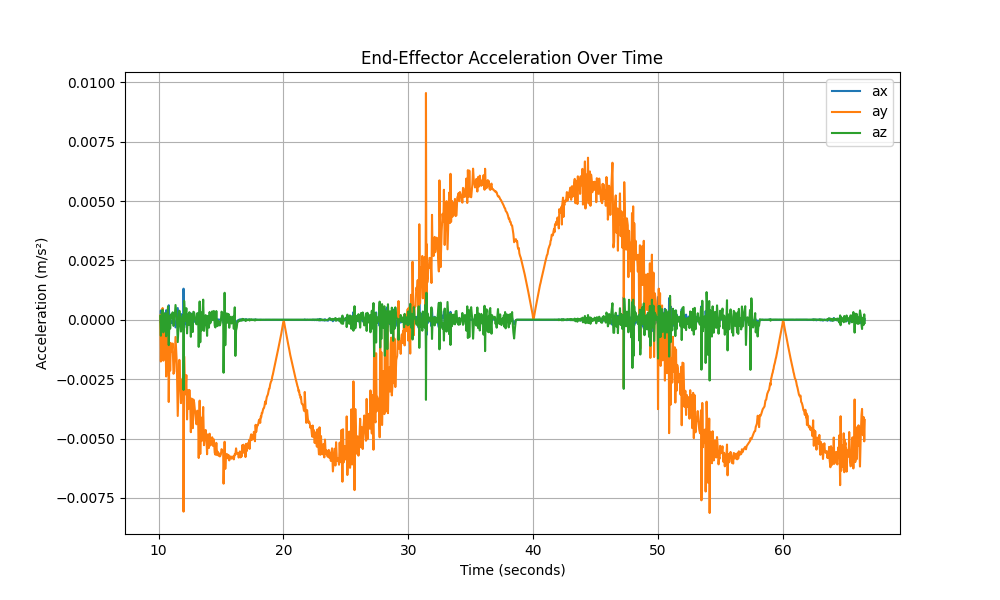 End-Effector Acceleration Over Time
ax
ay
az
0.0100
0.0075
0.0050
0.0025
0.0000
−0.0025
−0.0050
−0.0075
Acceleration (m/s²)
10 20 30 40 50 60
Time (seconds)